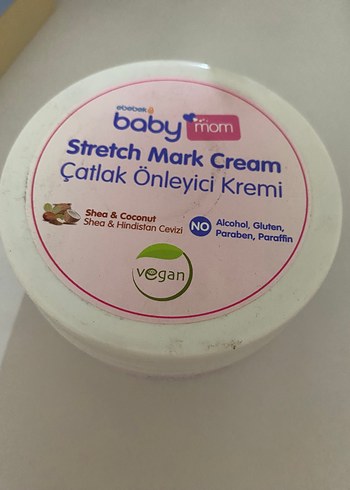 ebebek
baby mom
Stretch Mark Cream
Çatlak Önleyici Kremi
Shea & Coconut
Shea & Hindistan Cevizi
NO
Alcohol, Gluten,
Paraben, Paraffin
vegan